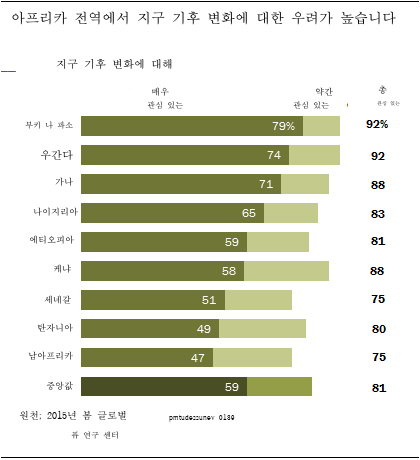 아프리카 전역에서 지구 기후 변화에 대한 우려가 높습니다
지구 기후 변화에 대해
매우 약간 총
관심 있는 관심 있는 관심 있는
부키 나 파소 79% 92%
우간다 74 92
가나 71 88
나이지리아 65 83
에티오피아 59 81
케냐 58 88
세네갈 51 75
탄자니아 49 80
남아프리카 47 75
중앙값 59 81
원천: 2015년 봄 글로벌
퓨 연구 센터